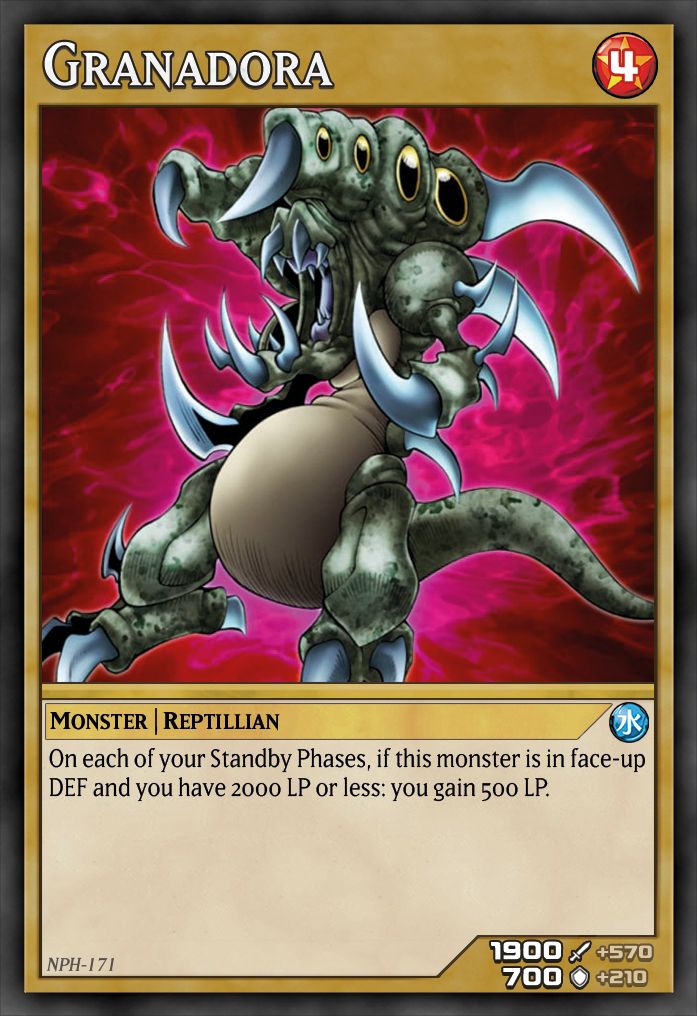 GRANADORA
4
MONSTER | REPTILLIAN
水
On each of your Standby Phases, if this monster is in face-up
DEF and you have 2000 LP or less: you gain 500 LP.
1900 +570
NPH-171
700 +210